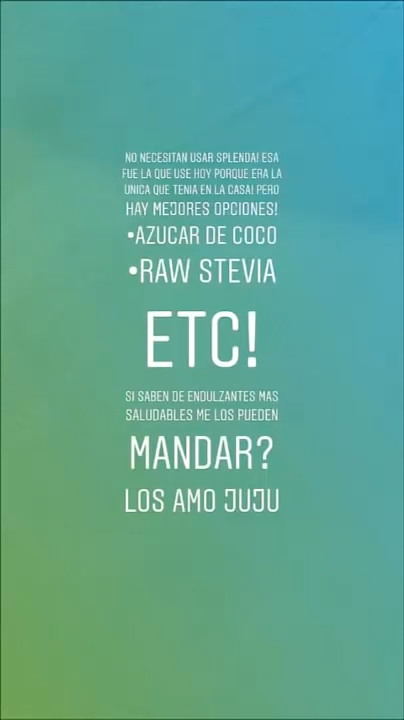 NO NECESITAN USAR SPLENDA! ESA
FUE LA QUE USE HOY PORQUE ERA LA
UNICA QUE TENIA EN LA CASA! PERO
HAY MEJORES OPCIONES!
•AZUCAR DE COCO
•RAW STEVIA
ETC!
SI SABEN DE ENDULZANTES MAS
SALUDABLES ME LOS PUEDEN
MANDAR?
LOS AMO JUJU